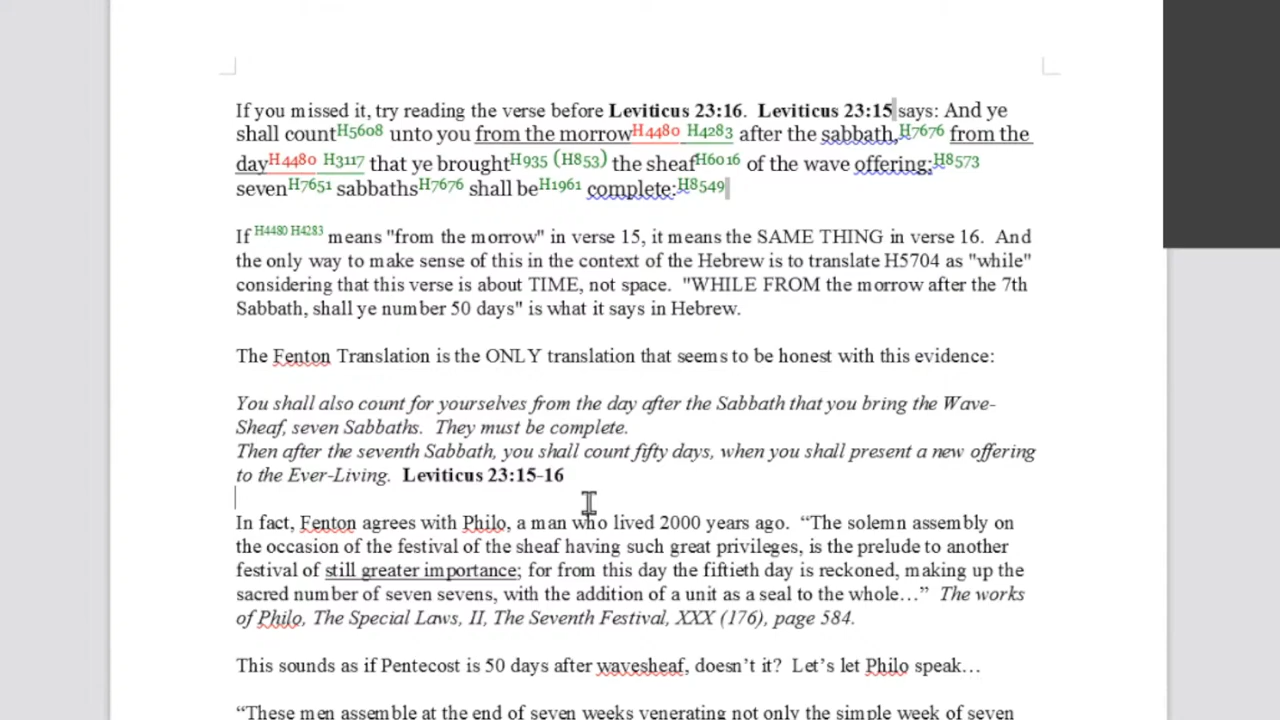 If you missed it, try reading the verse before Leviticus 23:16.  Leviticus 23:15 says: And ye
shall countH5608 unto you from the morrowH4480 H4283 after the sabbath,H7676 from the
dayH4480 H3117 that ye broughtH935 (H853) the sheafH6016 of the wave offering;H8573
sevenH7651 sabbathsH7676 shall beH1961 complete:H8549
If H4480 H4283 means "from the morrow" in verse 15, it means the SAME THING in verse 16.  And
the only way to make sense of this in the context of the Hebrew is to translate H5704 as "while"
considering that this verse is about TIME, not space.  "WHILE FROM the morrow after the 7th
Sabbath, shall ye number 50 days" is what it says in Hebrew.
The Fenton Translation is the ONLY translation that seems to be honest with this evidence:
You shall also count for yourselves from the day after the Sabbath that you bring the Wave-
Sheaf, seven Sabbaths.  They must be complete.
Then after the seventh Sabbath, you shall count fifty days, when you shall present a new offering
to the Ever-Living.  Leviticus 23:15-16
In fact, Fenton agrees with Philo, a man who lived 2000 years ago.  “The solemn assembly on
the occasion of the festival of the sheaf having such great privileges, is the prelude to another
festival of still greater importance; for from this day the fiftieth day is reckoned, making up the
sacred number of seven sevens, with the addition of a unit as a seal to the whole…”  The works
of Philo, The Special Laws, II, The Seventh Festival, XXX (176), page 584.
This sounds as if Pentecost is 50 days after wavesheaf, doesn’t it?  Let’s let Philo speak…
“These men assemble at the end of seven weeks venerating not only the simple week of seven